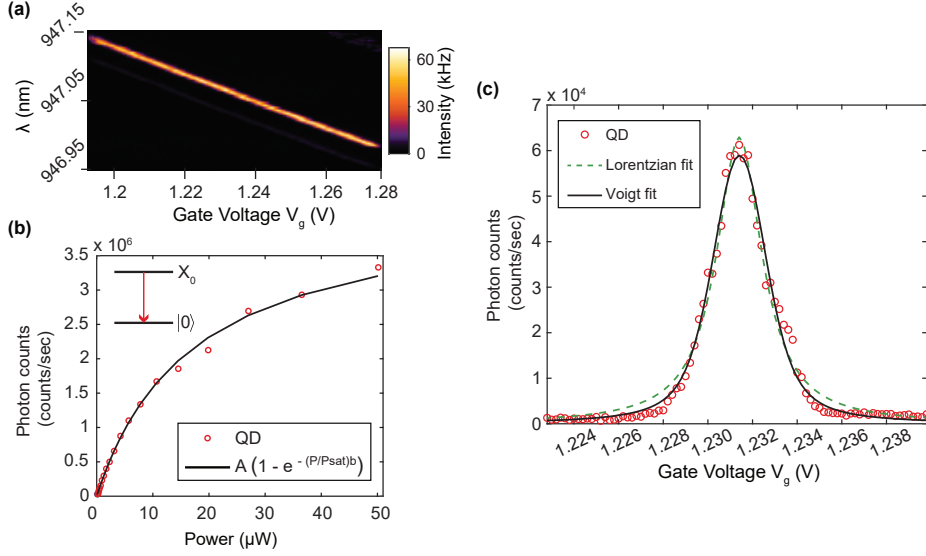 (a)
947.15
947.05
946.95
λ (nm)
1.2
1.22
1.24
1.26
1.28
Gate Voltage V_g (V)
60
30
0
Intensity (kHz)
(b)
x 10^6
3.5
3
2.5
2
1.5
1
0.5
0
Photon counts
(counts/sec)
X_0
|0⟩
QD
A (1 - e^{- (P/Psat)b})
0
10
20
30
40
50
Power (μW)
(c)
x 10^4
7
6
5
4
3
2
1
0
Photon counts
(counts/sec)
QD
Lorentzian fit
Voigt fit
1.224
1.226
1.228
1.230
1.232
1.234
1.236
1.238
1.240
Gate Voltage V_g (V)